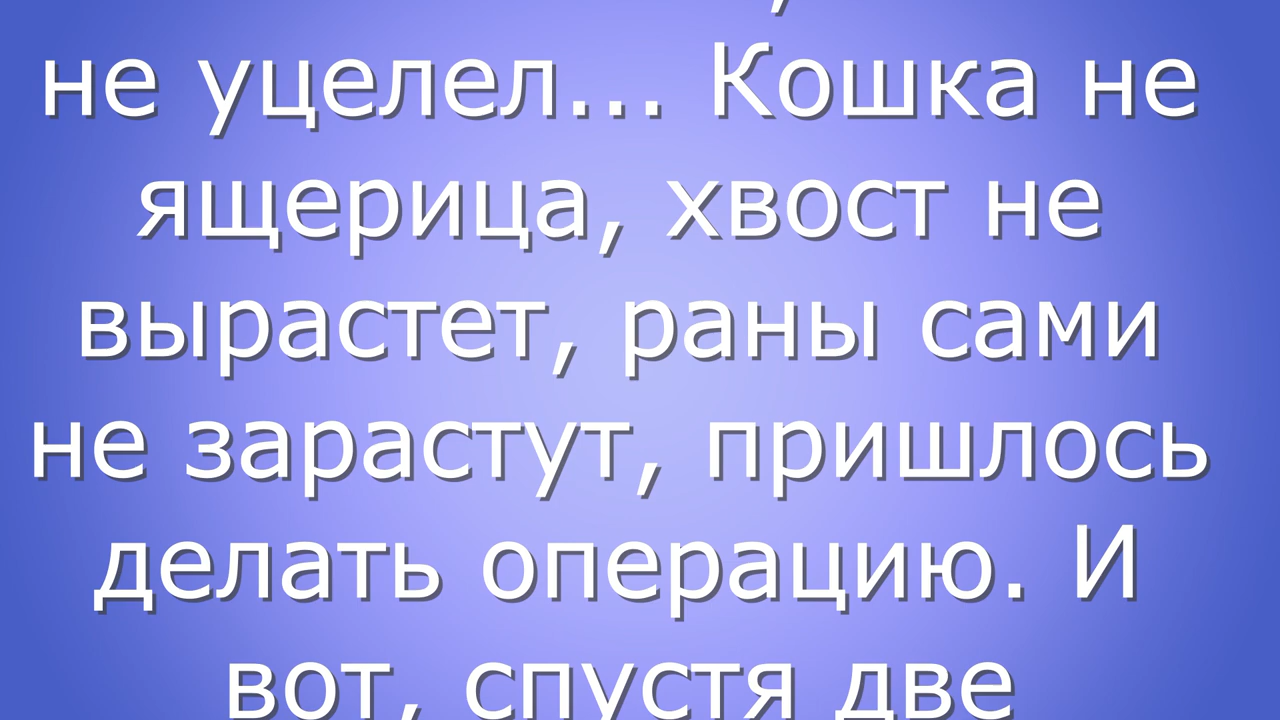 не уцелел... Кошка не
ящерица, хвост не
вырастет, раны сами
не зарастут, пришлось
делать операцию. И
вот, спустя две